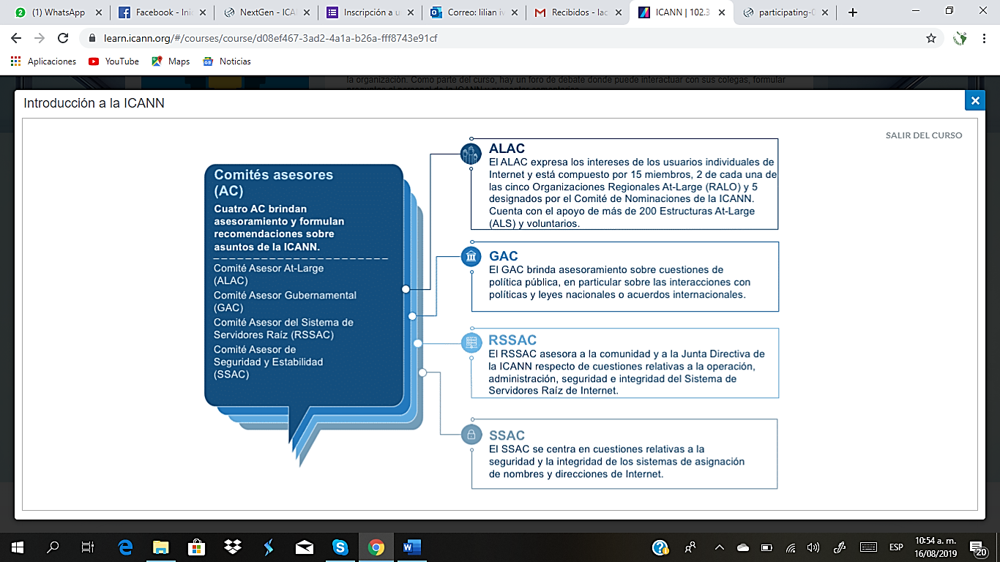 (1) WhatsApp
Facebook - Ini
NextGen - ICA
Inscripción a u
Correo: lilian iv
Recibidos - lac
ICANN | 102.3
participating-
learn.icann.org/#/courses/course/d08ef467-3ad2-4a1a-b26a-fff8743e91cf
Aplicaciones
YouTube
Maps
Noticias
la organización. Como parte del curso, hay un foro de debate donde puede interactuar con sus colegas, formular
Introducción a la ICANN
SALIR DEL CURSO
Comités asesores
(AC)
Cuatro AC brindan
asesoramiento y formulan
recomendaciones sobre
asuntos de la ICANN.
Comité Asesor At-Large
(ALAC)
Comité Asesor Gubernamental
(GAC)
Comité Asesor del Sistema de
Servidores Raíz (RSSAC)
Comité Asesor de
Seguridad y Estabilidad
(SSAC)
ALAC
El ALAC expresa los intereses de los usuarios individuales de
Internet y está compuesto por 15 miembros, 2 de cada una de
las cinco Organizaciones Regionales At-Large (RALO) y 5
designados por el Comité de Nominaciones de la ICANN.
Cuenta con el apoyo de más de 200 Estructuras At-Large
(ALS) y voluntarios.
GAC
El GAC brinda asesoramiento sobre cuestiones de
política pública, en particular sobre las interacciones con
políticas y leyes nacionales o acuerdos internacionales.
RSSAC
El RSSAC asesora a la comunidad y a la Junta Directiva de
la ICANN respecto de cuestiones relativas a la operación,
administración, seguridad e integridad del Sistema de
Servidores Raíz de Internet.
SSAC
El SSAC se centra en cuestiones relativas a la
seguridad y la integridad de los sistemas de asignación
de nombres y direcciones de Internet.
ESP
10:54 a. m.
16/08/2019
20